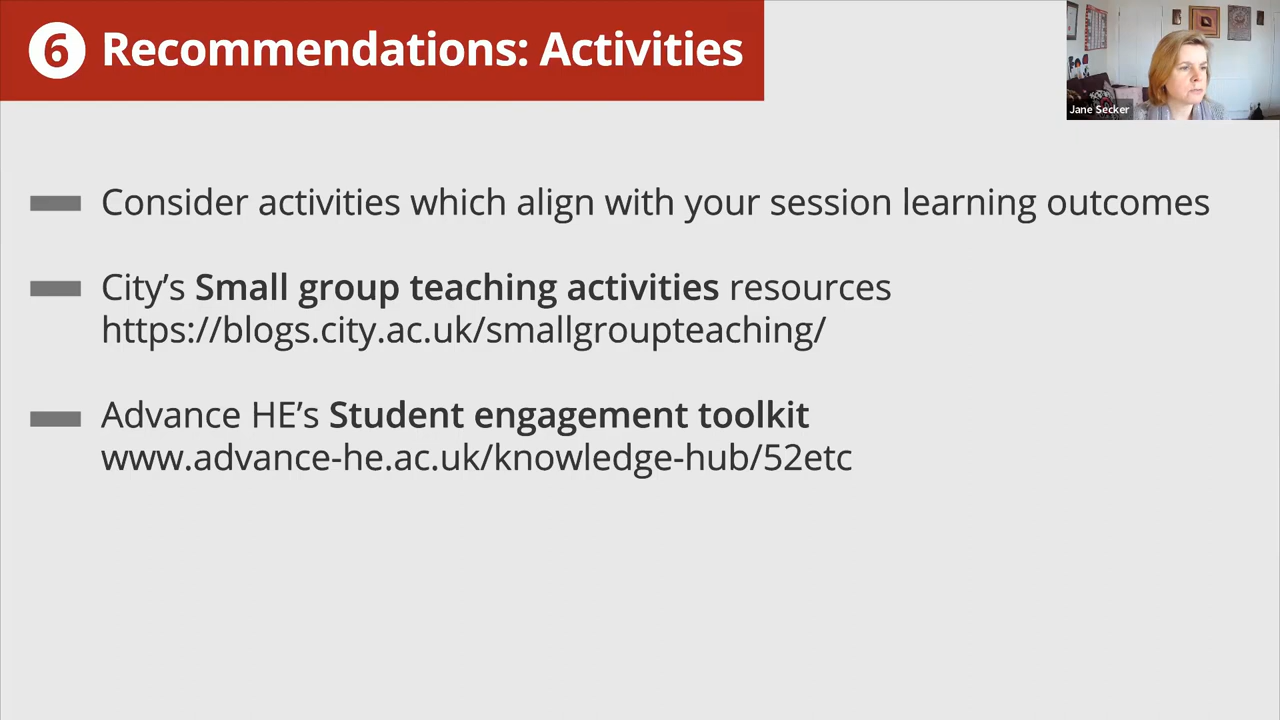 6 Recommendations: Activities
Jane Secker
Consider activities which align with your session learning outcomes
City’s Small group teaching activities resources
https://blogs.city.ac.uk/smallgroupteaching/
Advance HE’s Student engagement toolkit
www.advance-he.ac.uk/knowledge-hub/52etc